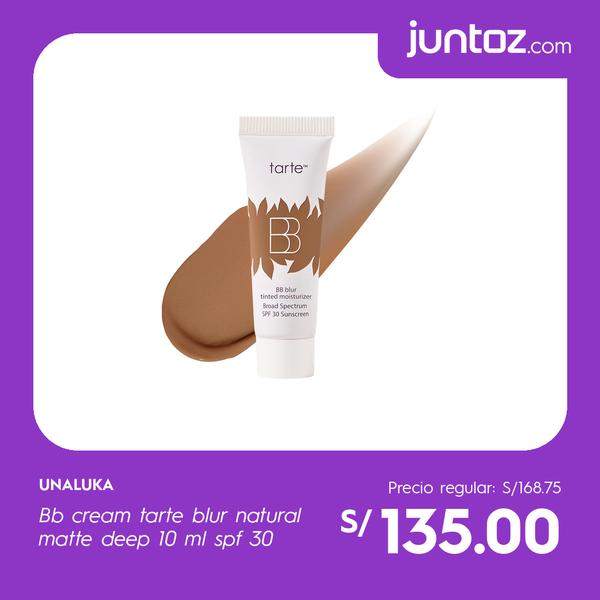 juntoz.com
tarte™
BB
BB blur
tinted moisturizer
Broad Spectrum
SPF 30 Sunscreen
UNALUKA
Bb cream tarte blur natural
matte deep 10 ml spf 30
Precio regular: S/168.75
S/135.00